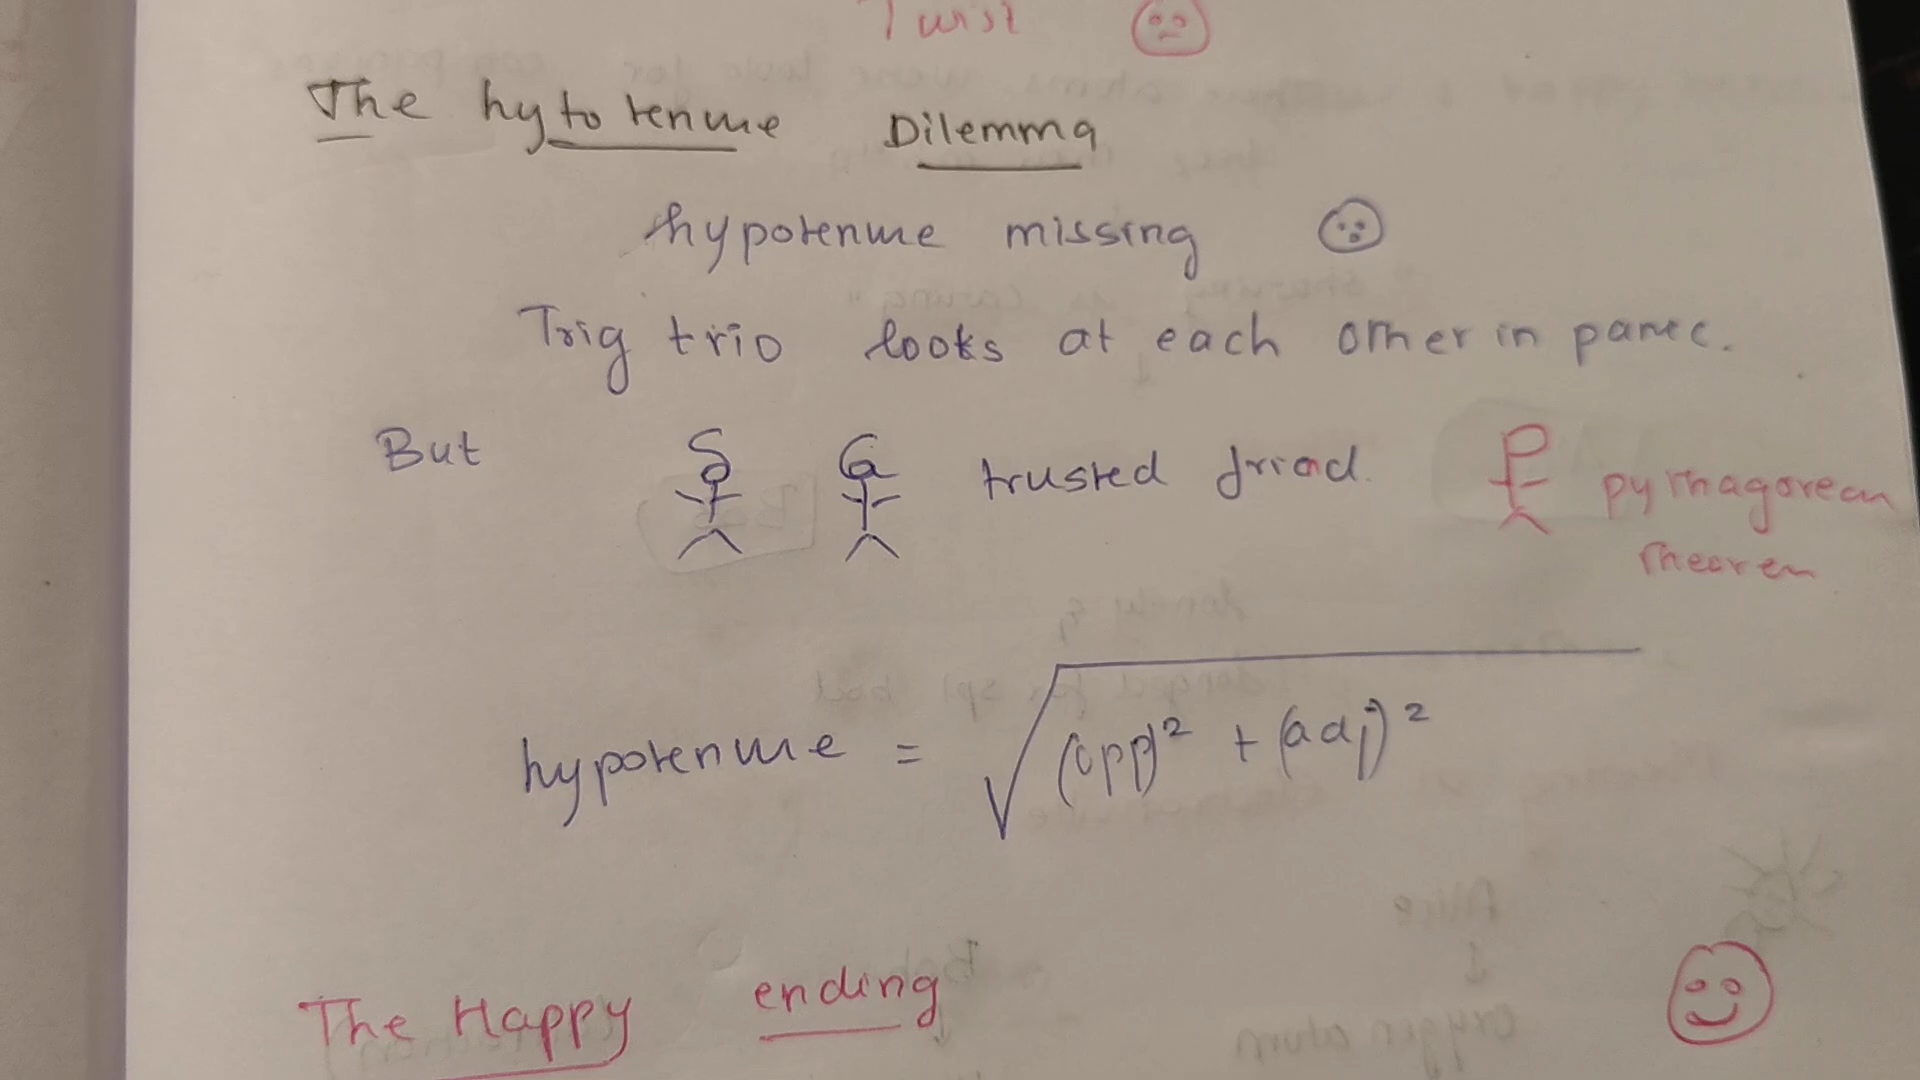 Twist
The hytotenuse Dilemma
hypotenuse missing
Trig trio looks at each other in panic.
But S C trusted friend. P pythagorean
Theorem
hypotenuse = √(opp)² + (adj)²
The Happy ending